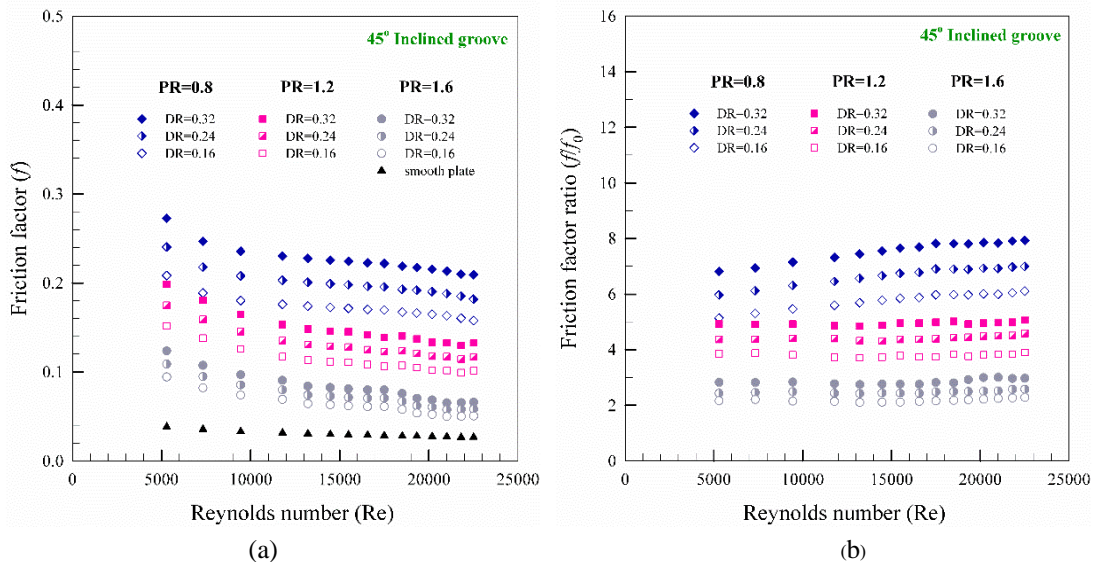 0.5
0.4
0.3
0.2
0.1
0.0
Friction factor (f)
45° Inclined groove
PR=0.8 PR=1.2 PR=1.6
DR=0.32 DR=0.32 DR=0.32
DR=0.24 DR=0.24 DR=0.24
DR=0.16 DR=0.16 DR=0.16
smooth plate
0 5000 10000 15000 20000 25000
Reynolds number (Re)
(a)
16
14
12
10
8
6
4
2
0
Friction factor ratio (f/f₀)
45° Inclined groove
PR=0.8 PR=1.2 PR=1.6
DR=0.32 DR=0.32 DR=0.32
DR=0.24 DR=0.24 DR=0.24
DR=0.16 DR=0.16 DR=0.16
0 5000 10000 15000 20000 25000
Reynolds number (Re)
(b)